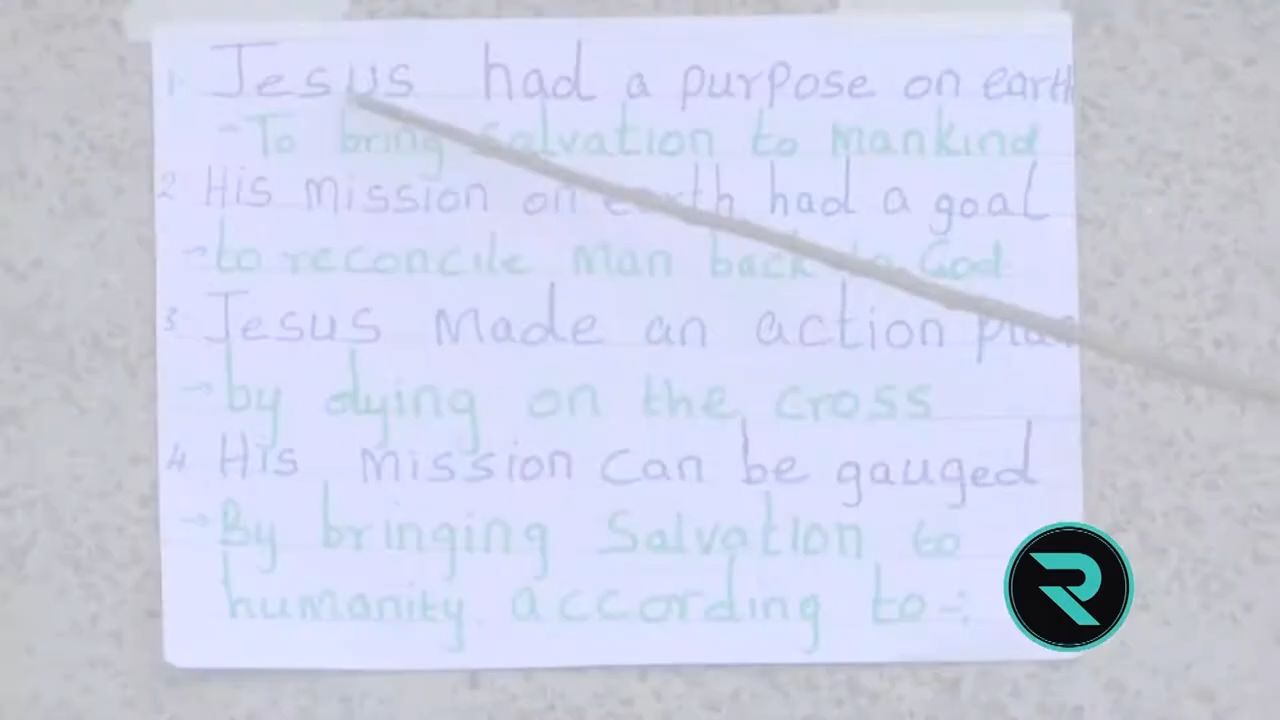 1 Jesus had a purpose on earth
- To bring salvation to mankind
2 His mission on earth had a goal
- to reconcile Man back to God
3 Jesus Made an action plan
→ by dying on the cross
4 His Mission Can be gauged
→ By bringing Salvation to
humanity according to -:
R